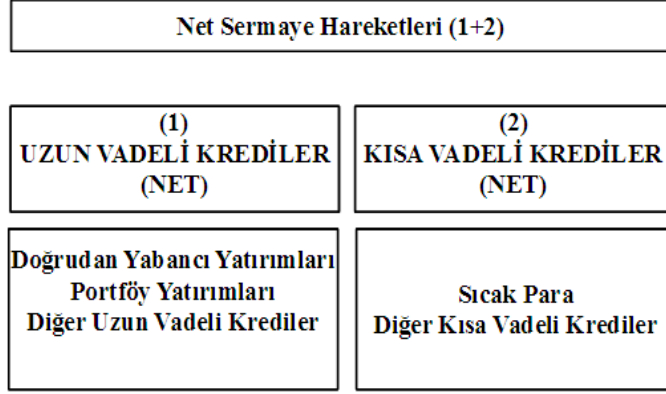 Net Sermaye Hareketleri (1+2)
(1)
UZUN VADELİ KREDİLER
(NET)
(2)
KISA VADELİ KREDİLER
(NET)
Doğrudan Yabancı Yatırımları
Portföy Yatırımları
Diğer Uzun Vadeli Krediler
Sıcak Para
Diğer Kısa Vadeli Krediler